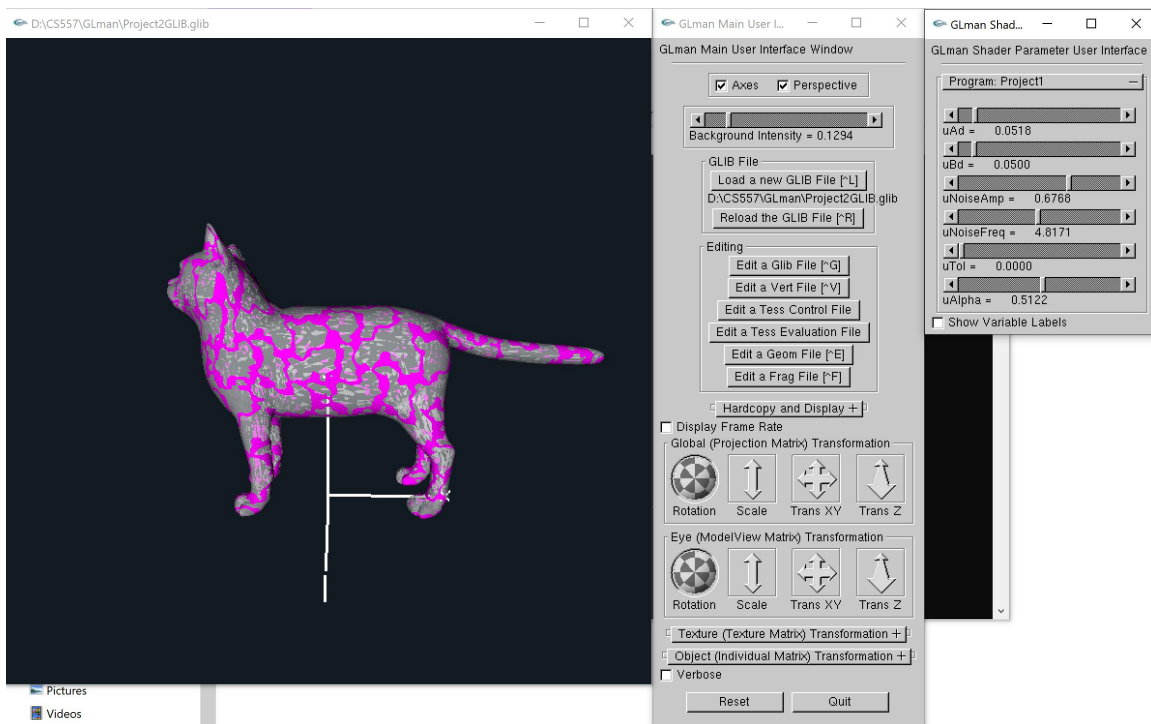 D:\CS557\GLman\Project2GLIB.glib
GLman Main User I...
GLman Main User Interface Window
Axes
Perspective
Background Intensity = 0.1294
GLIB File
Load a new GLIB File [^L]
D:\CS557\GLman\Project2GLIB.glib
Reload the GLIB File [^R]
Editing
Edit a Glib File [^G]
Edit a Vert File [^V]
Edit a Tess Control File
Edit a Tess Evaluation File
Edit a Geom File [^E]
Edit a Frag File [^F]
Hardcopy and Display +
Display Frame Rate
Global (Projection Matrix) Transformation
Rotation Scale Trans XY Trans Z
Eye (ModelView Matrix) Transformation
Rotation Scale Trans XY Trans Z
Texture (Texture Matrix) Transformation +
Object (Individual Matrix) Transformation +
Verbose
Reset Quit
GLman Shad...
GLman Shader Parameter User Interface
Program: Project1
uAd = 0.0518
uBd = 0.0500
uNoiseAmp = 0.6768
uNoiseFreq = 4.8171
uTol = 0.0000
uAlpha = 0.5122
Show Variable Labels
X
Pictures
Videos